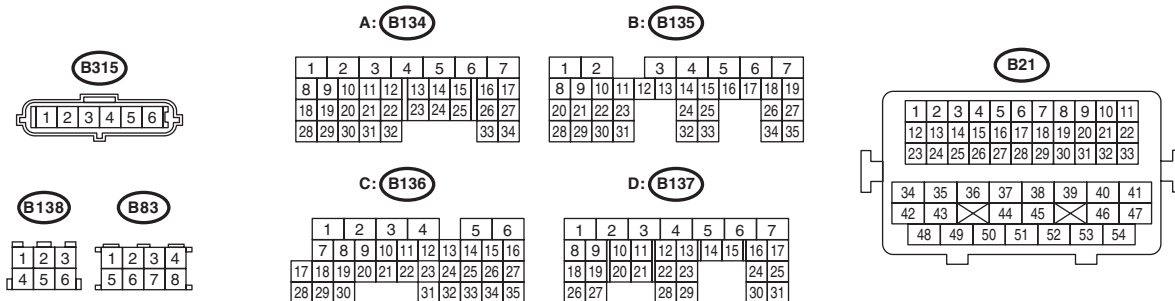 A: B134
B: B135
B315
B21
1 2 3 4 5 6
1 2 3 4 5 6 7
8 9 10 11 12 13 14 15 16 17
18 19 20 21 22 23 24 25 26 27
28 29 30 31 32 33 34
1 2 3 4 5 6 7
8 9 10 11 12 13 14 15 16 17 18 19
20 21 22 23 24 25 26 27
28 29 30 31 32 33 34 35
1 2 3 4 5 6 7 8 9 10 11
12 13 14 15 16 17 18 19 20 21 22
23 24 25 26 27 28 29 30 31 32 33
34 35 36 37 38 39 40 41
42 43 44 45 46 47
48 49 50 51 52 53 54
C: B136
D: B137
B138
B83
1 2 3
4 5 6
1 2 3 4
5 6 7 8
1 2 3 4 5 6
7 8 9 10 11 12 13 14 15 16
17 18 19 20 21 22 23 24 25 26 27
28 29 30 31 32 33 34 35
1 2 3 4 5 6 7
8 9 10 11 12 13 14 15 16 17
18 19 20 21 22 23 24 25
26 27 28 29 30 31